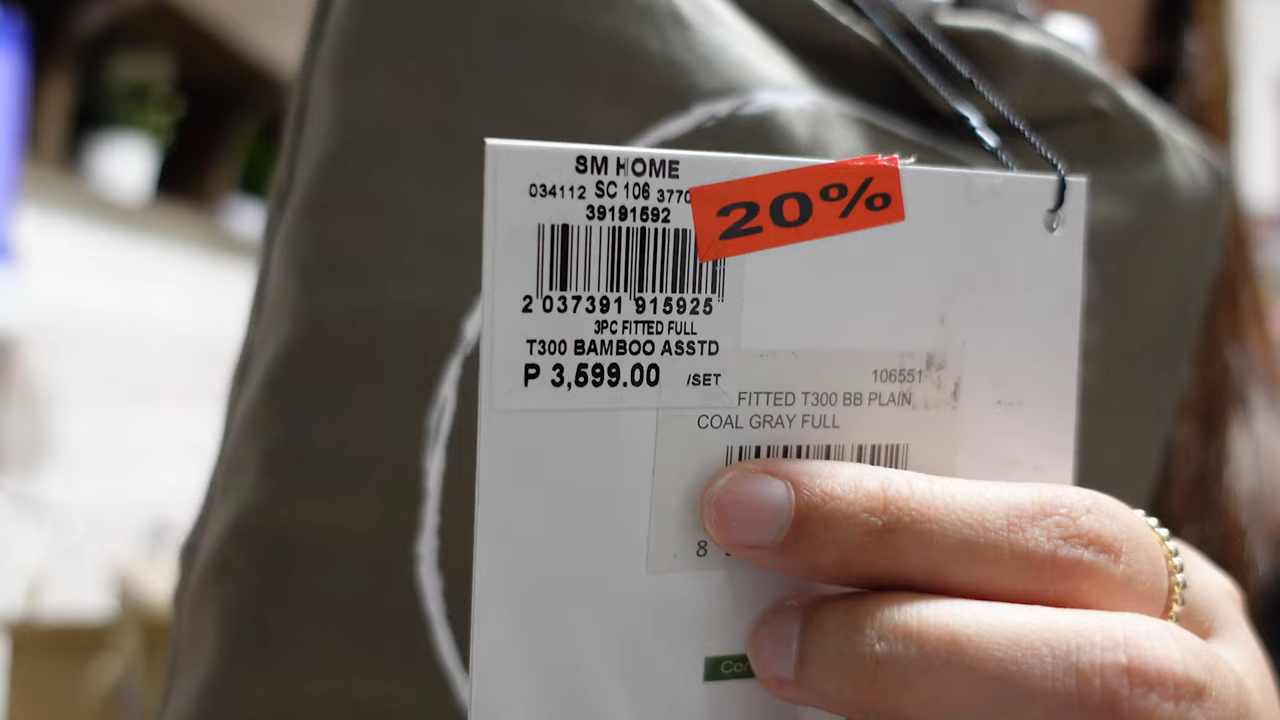 SM HOME
034112 SC 106 3770
39191592
20%
2 037391 915925
3PC FITTED FULL
T300 BAMBOO ASSTD
P 3,599.00 /SET
106551
FITTED T300 BB PLAIN
COAL GRAY FULL
8